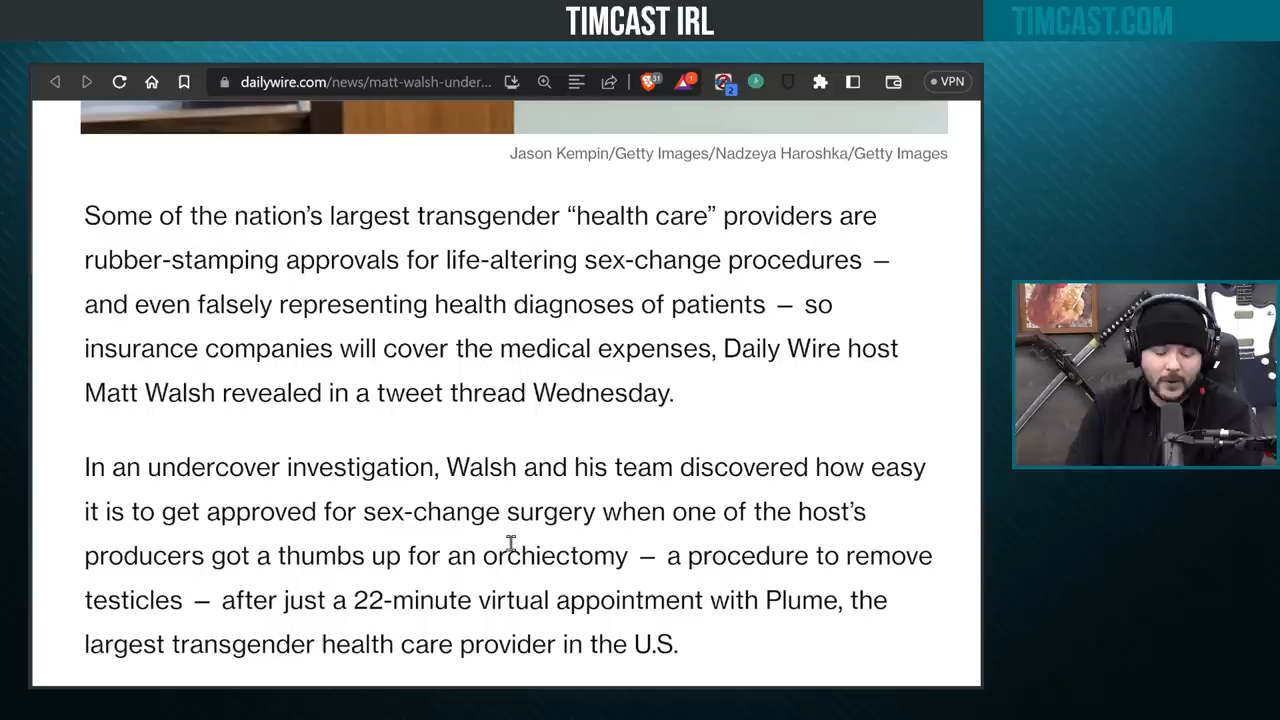 TIMCAST IRL
TIMCAST.COM
dailywire.com/news/matt-walsh-under...
31
1
2
VPN
Jason Kempin/Getty Images/Nadzeya Haroshka/Getty Images
Some of the nation’s largest transgender “health care” providers are
rubber-stamping approvals for life-altering sex-change procedures —
and even falsely representing health diagnoses of patients — so
insurance companies will cover the medical expenses, Daily Wire host
Matt Walsh revealed in a tweet thread Wednesday.
In an undercover investigation, Walsh and his team discovered how easy
it is to get approved for sex-change surgery when one of the host’s
producers got a thumbs up for an orchiectomy — a procedure to remove
testicles — after just a 22-minute virtual appointment with Plume, the
largest transgender health care provider in the U.S.